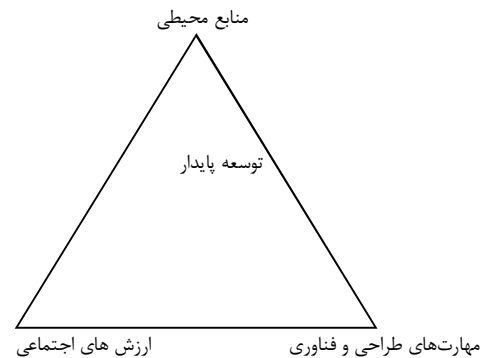 منابع محیطی
توسعه پایدار
مهارت‌های طراحی و فناوری
ارزش های اجتماعی